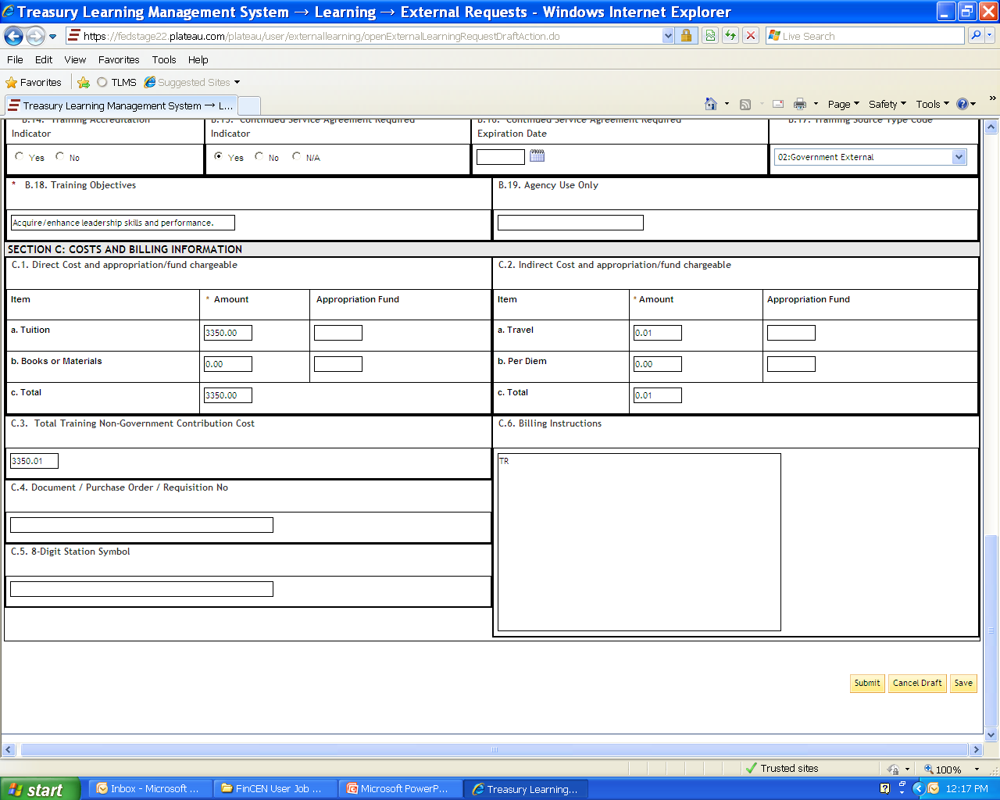 Treasury Learning Management System → Learning → External Requests - Windows Internet Explorer
https://fedstage22.plateau.com/plateau/user/externallearning/openExternalLearningRequestDraftAction.do
Live Search
File Edit View Favorites Tools Help
Favorites TLMS Suggested Sites
Treasury Learning Management System → L...
Page Safety Tools
B.14. Training Accreditation Indicator
B.15. Continued Service Agreement Required Indicator
B.16. Continued Service Agreement Required Expiration Date
B.17. Training Source Type Code
Yes No
Yes No N/A
02:Government External
* B.18. Training Objectives
B.19. Agency Use Only
Acquire/enhance leadership skills and performance.
SECTION C: COSTS AND BILLING INFORMATION
C.1. Direct Cost and appropriation/fund chargeable
C.2. Indirect Cost and appropriation/fund chargeable
Item * Amount Appropriation Fund
Item * Amount Appropriation Fund
a. Tuition 3350.00
a. Travel 0.01
b. Books or Materials 0.00
b. Per Diem 0.00
c. Total 3350.00
c. Total 0.01
C.3. Total Training Non-Government Contribution Cost
C.6. Billing Instructions
3350.01
TR
C.4. Document / Purchase Order / Requisition No
C.5. 8-Digit Station Symbol
Submit Cancel Draft Save
Trusted sites
100%
start
Inbox - Microsoft ...
FinCEN User Job ...
Microsoft PowerP...
Treasury Learning...
12:17 PM